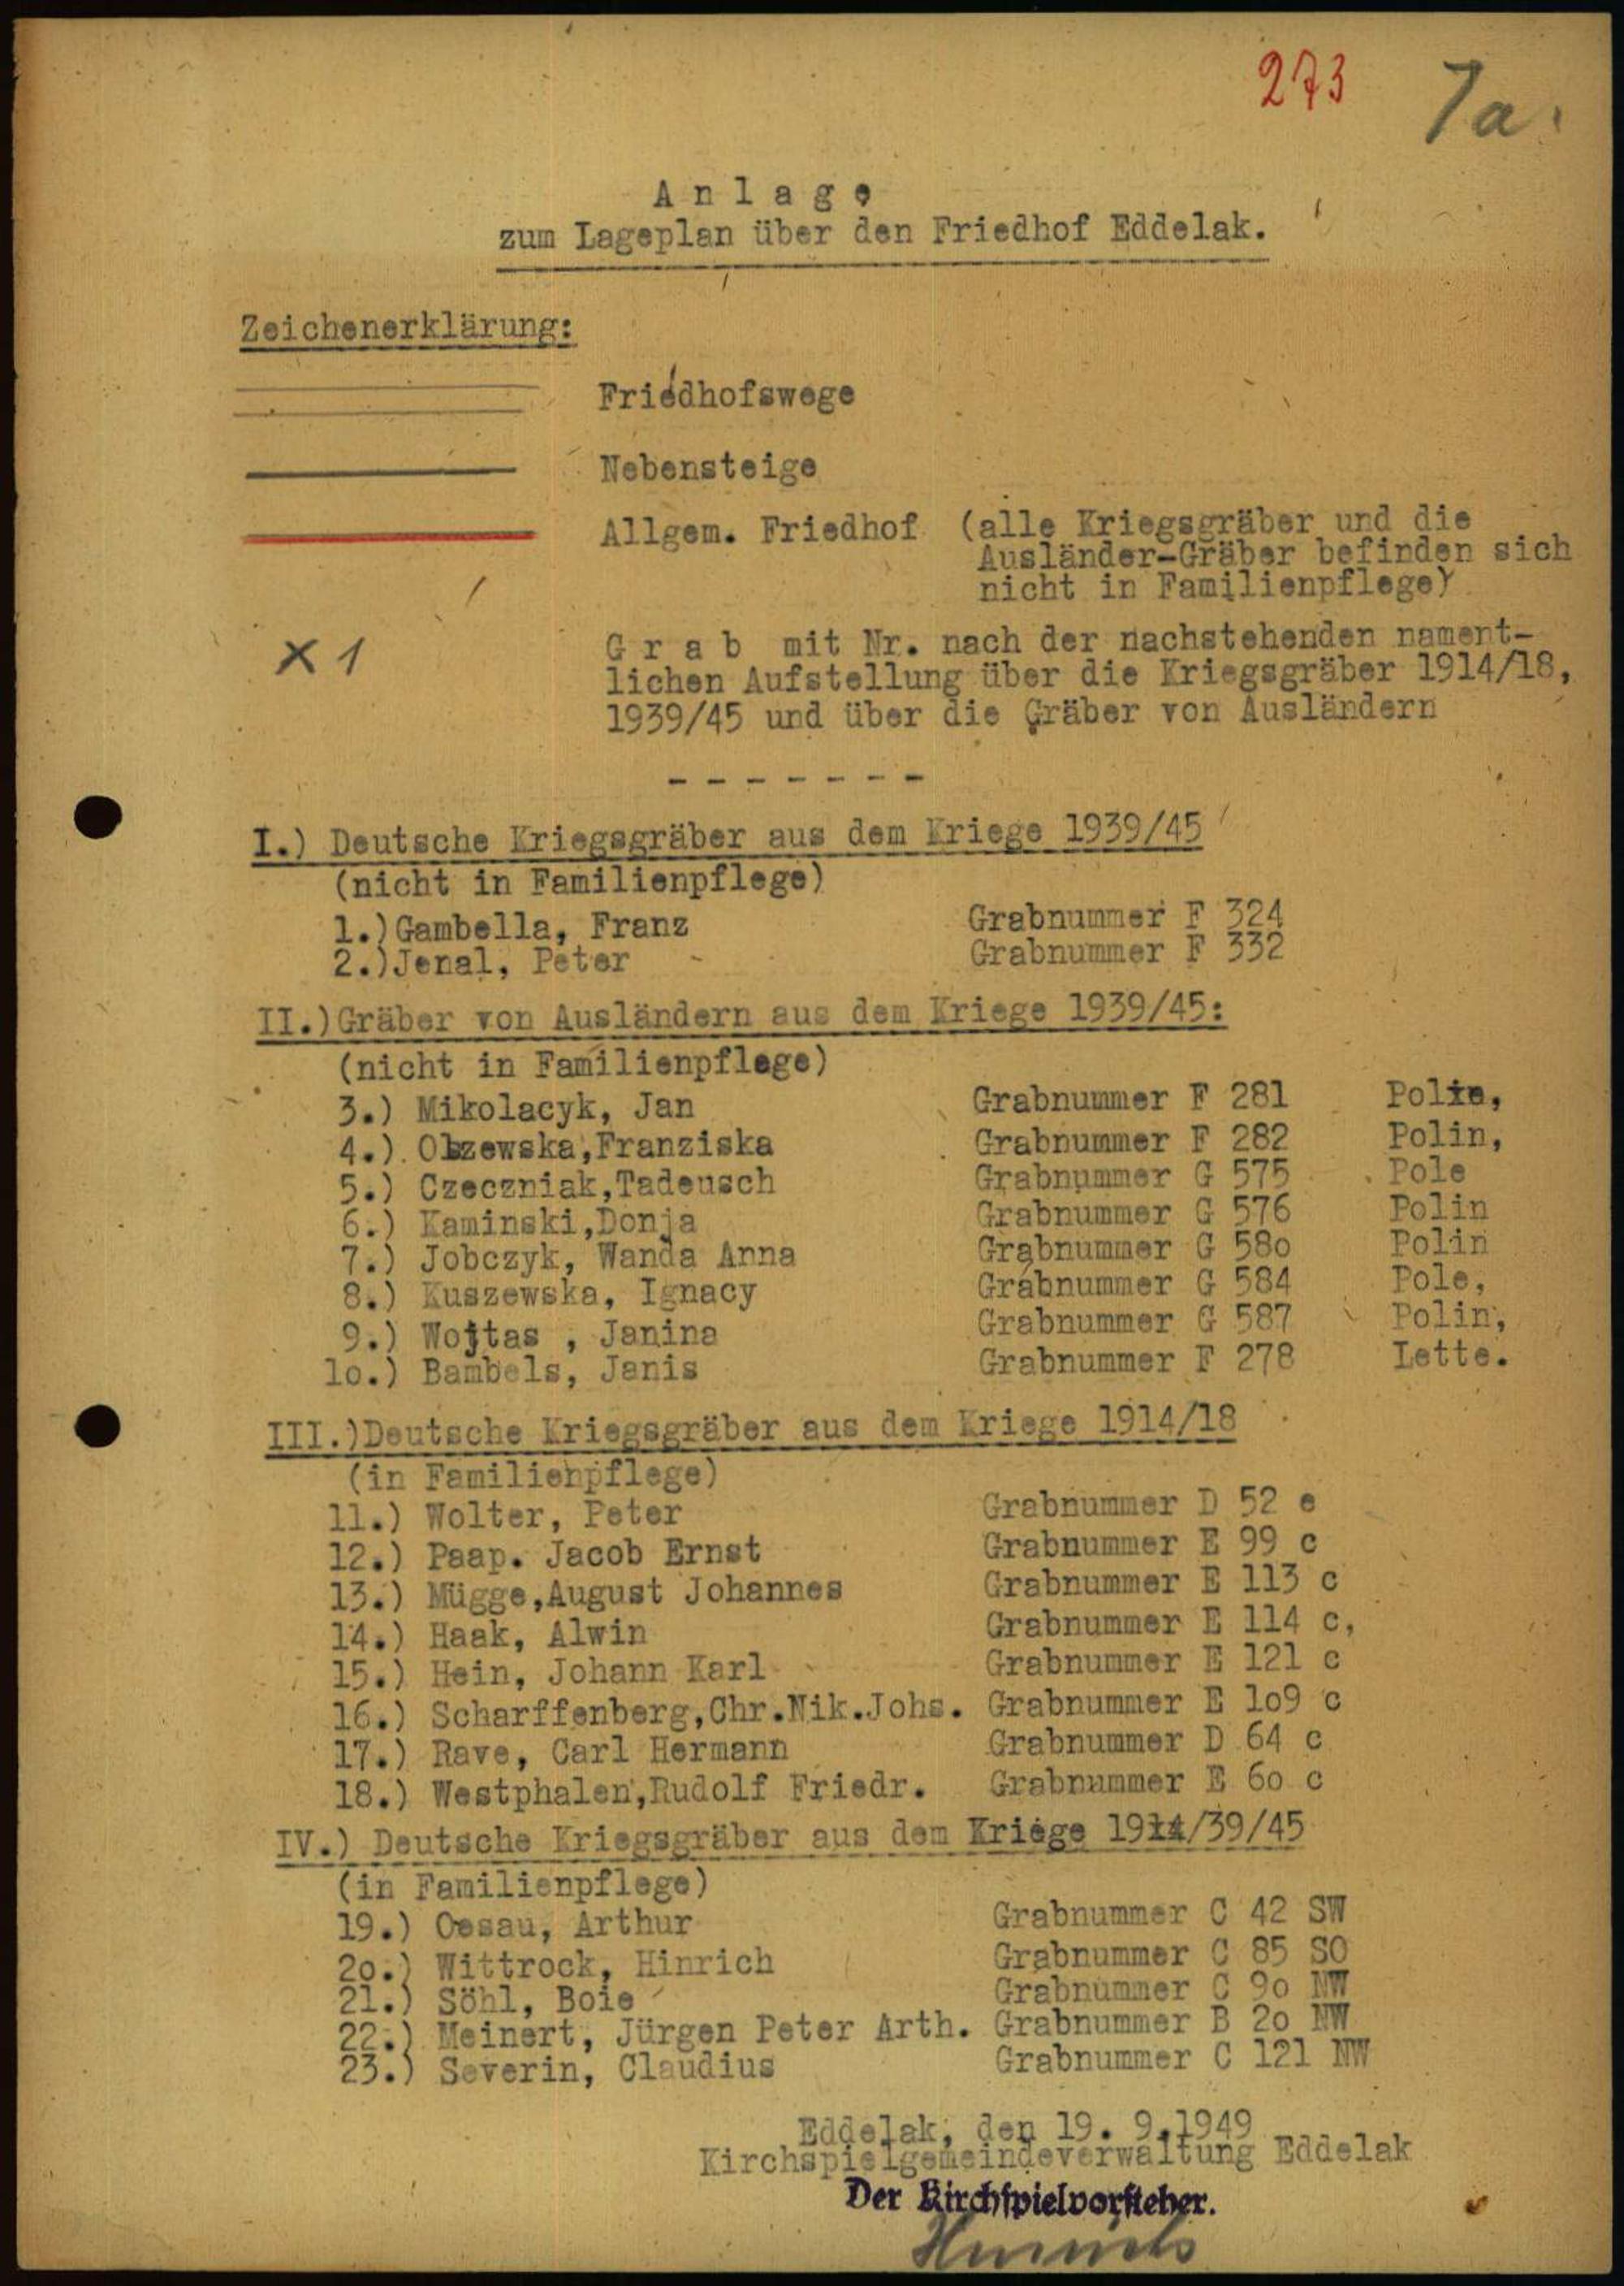 273 7a.
A n l a g e
zum Lageplan über den Friedhof Eddelak.
Zeichenerklärung:
Friedhofswege
Nebensteige
Allgem. Friedhof (alle Kriegsgräber und die
Ausländer-Gräber befinden sich
nicht in Familienpflege)
X 1 G r a b mit Nr. nach der nachstehenden nament-
lichen Aufstellung über die Kriegsgräber 1914/18,
1939/45 und über die Gräber von Ausländern
- - - - - - -
I.) Deutsche Kriegsgräber aus dem Kriege 1939/45
(nicht in Familienpflege)
1.)Gambella, Franz Grabnummer F 324
2.)Jenal, Peter Grabnummer F 332
II.)Gräber von Ausländern aus dem Kriege 1939/45:
(nicht in Familienpflege)
3.) Mikolacyk, Jan Grabnummer F 281
4.) Olszewska,Franziska Grabnummer F 282 Polin,
5.) Czeczniak,Tadeusch Grabnummer G 575 Pole
6.) Kaminski,Donja Grabnummer G 576 Polin
7.) Jobczyk, Wanda Anna Grabnummer G 58o Polin
8.) Kuszewska, Ignacy Grabnummer G 584 Pole,
9.) Wojtas , Janina Grabnummer G 587 Polin,
1o.) Bambels, Janis Grabnummer F 278 Lette.
III.)Deutsche Kriegsgräber aus dem Kriege 1914/18
(in Familienpflege)
11.) Wolter, Peter Grabnummer D 52 e
12.) Paap. Jacob Ernst Grabnummer E 99 c
13.) Mügge,August Johannes Grabnummer E 113 c
14.) Haak, Alwin Grabnummer E 114 c,
15.) Hein, Johann Karl Grabnummer E 121 c
16.) Scharffenberg,Chr.Nik.Johs. Grabnummer E 1o9 c
17.) Rave, Carl Hermann Grabnummer D 64 c
18.) Westphalen,Rudolf Friedr. Grabnummer E 6o c
IV.) Deutsche Kriegsgräber aus dem Kriege 1914/39/45
(in Familienpflege)
19.) Oesau, Arthur Grabnummer C 42 SW
2o.) Wittrock, Hinrich Grabnummer C 85 SO
21.) Söhl, Boie Grabnummer C 9o NW
22.) Meinert, Jürgen Peter Arth. Grabnummer B 2o NW
23.) Severin, Claudius Grabnummer C 121 NW
Eddelak, den 19. 9.1949
Kirchspielgemeindeverwaltung Eddelak
Der Kirchspielvorsteher.